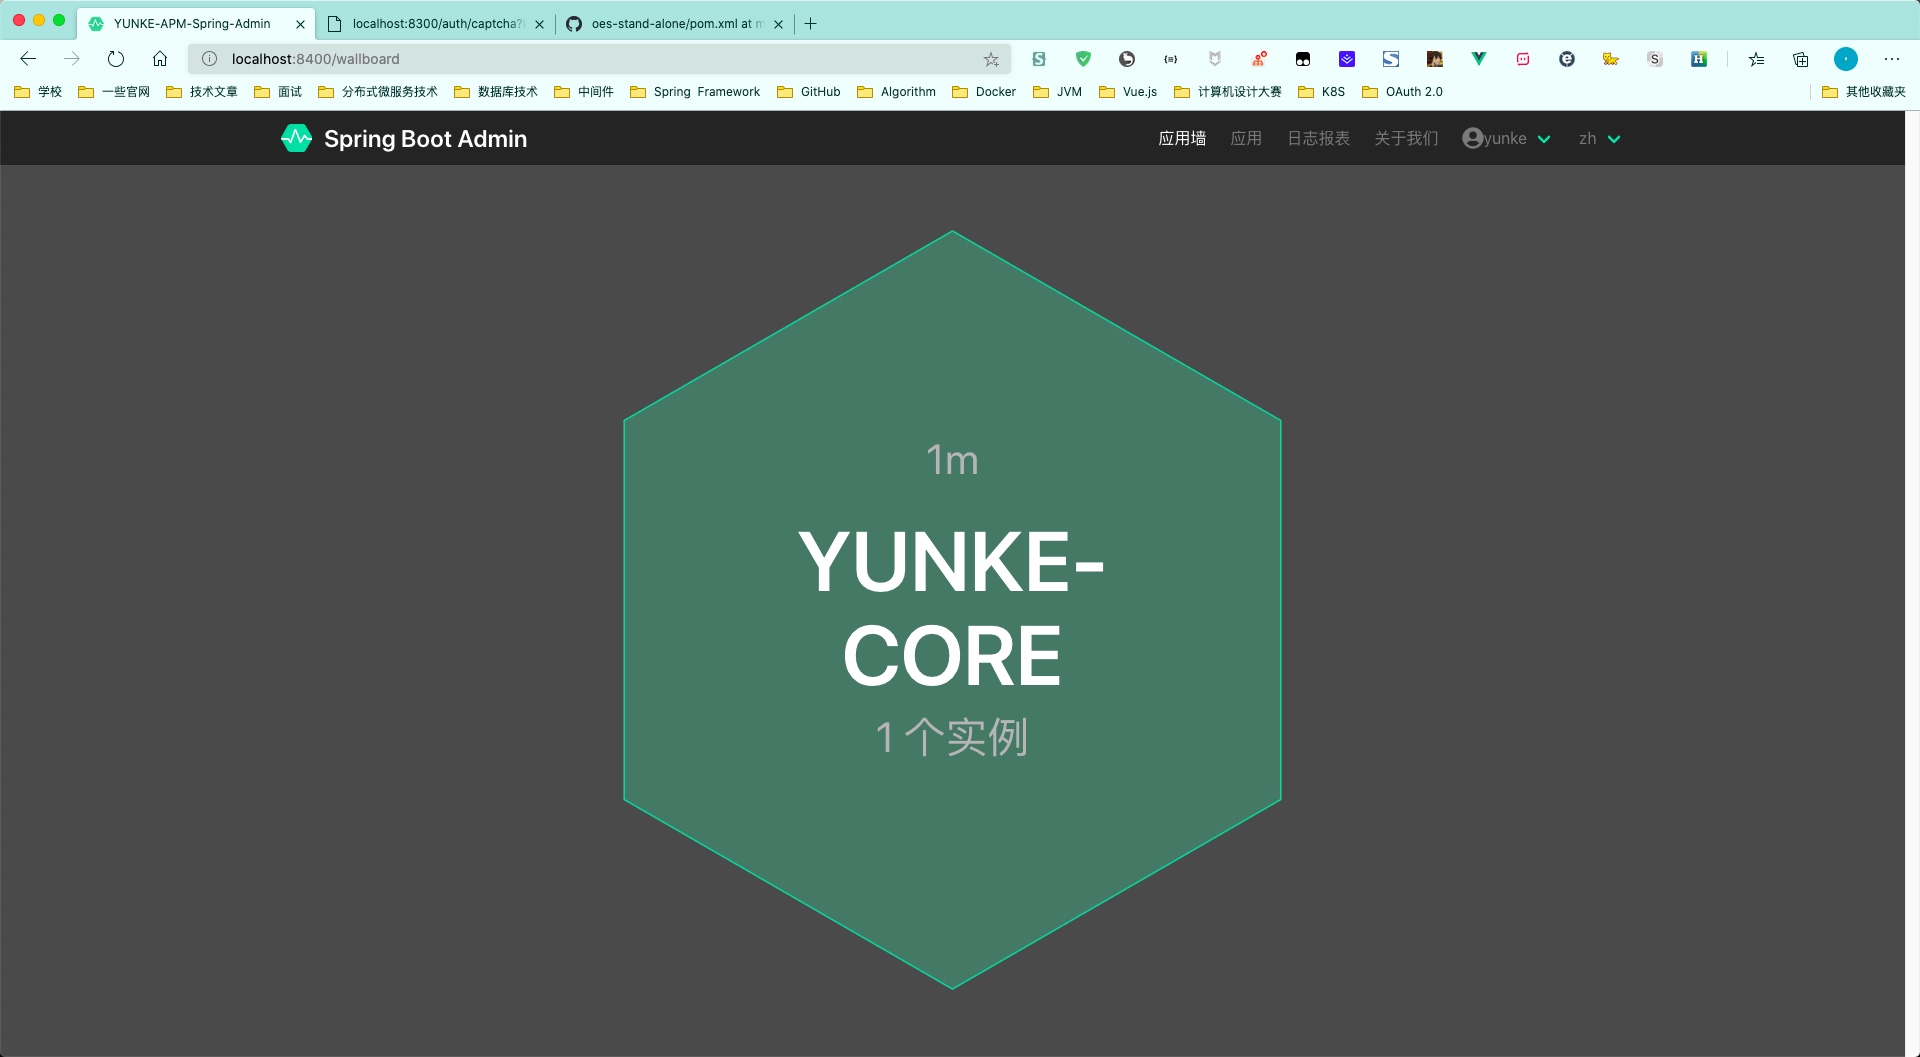 YUNKE-APM-Spring-Admin
localhost:8300/auth/captcha?
oes-stand-alone/pom.xml at m
localhost:8400/wallboard
学校 一些官网 技术文章 面试 分布式微服务技术 数据库技术 中间件 Spring Framework GitHub Algorithm Docker JVM Vue.js 计算机设计大赛 K8S OAuth 2.0 其他收藏夹
Spring Boot Admin 应用墙 应用 日志报表 关于我们 yunke zh
1m
YUNKE-
CORE
1 个实例